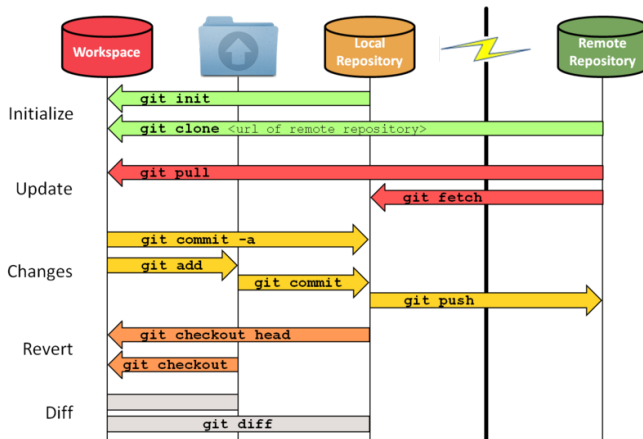 Workspace
Local
Repository
Remote
Repository
Initialize
git init
git clone <url of remote repository>
Update
git pull
git fetch
Changes
git commit -a
git add
git commit
git push
Revert
git checkout head
git checkout
Diff
git diff